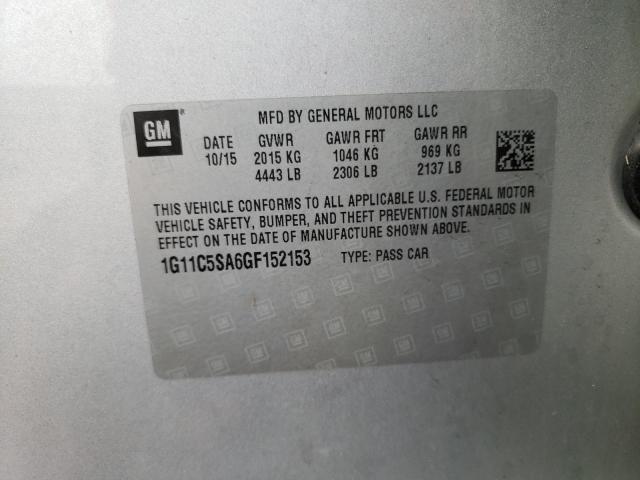 GM
MFD BY GENERAL MOTORS LLC
DATE GVWR GAWR FRT GAWR RR
10/15 2015 KG 1046 KG 969 KG
4443 LB 2306 LB 2137 LB
THIS VEHICLE CONFORMS TO ALL APPLICABLE U.S. FEDERAL MOTOR
VEHICLE SAFETY, BUMPER, AND THEFT PREVENTION STANDARDS IN
EFFECT ON THE DATE OF MANUFACTURE SHOWN ABOVE.
1G11C5SA6GF152153 TYPE: PASS CAR